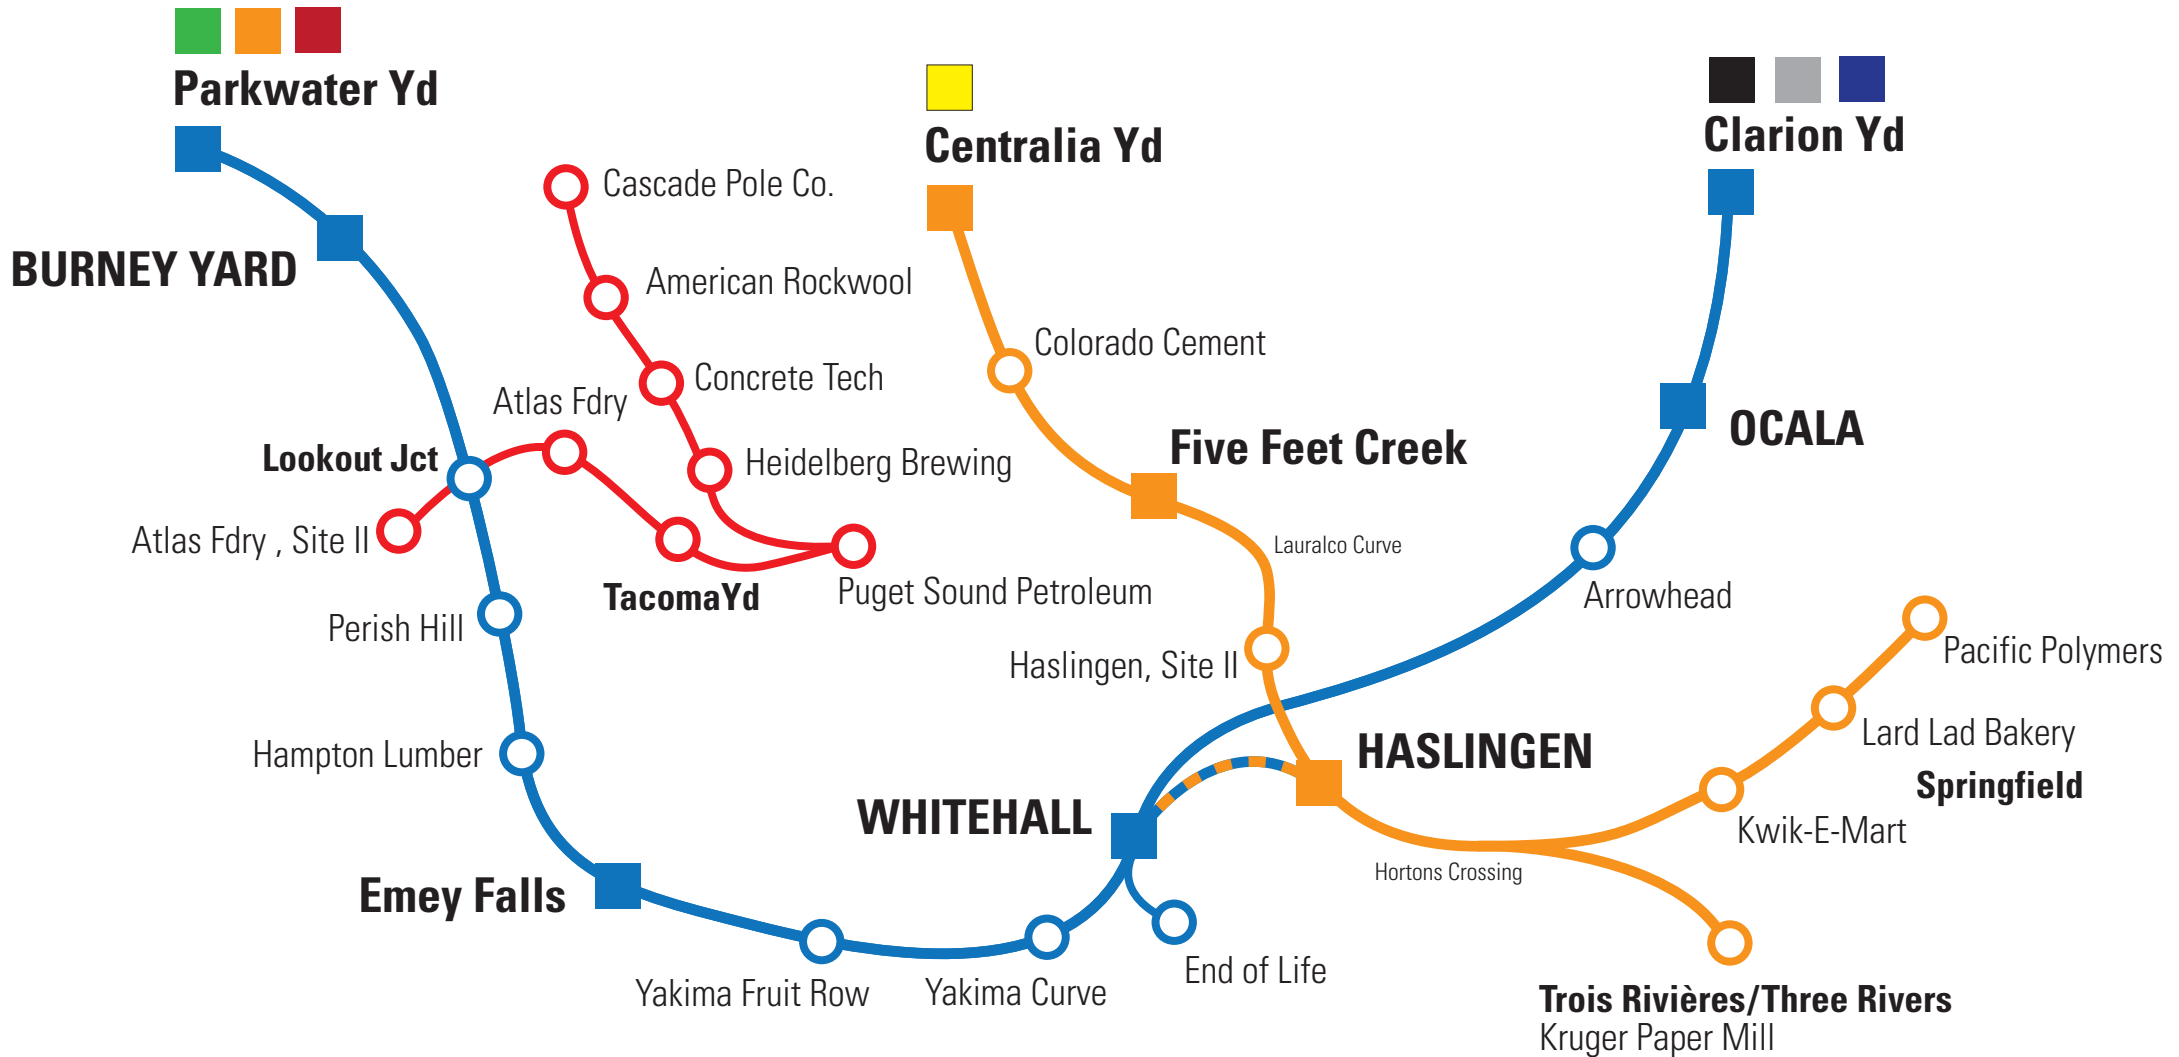 Parkwater Yd
Centralia Yd
Clarion Yd
Cascade Pole Co.
BURNEY YARD
American Rockwool
Colorado Cement
Concrete Tech
Atlas Fdry
OCALA
Five Feet Creek
Lookout Jct
Heidelberg Brewing
Atlas Fdry , Site II
Lauralco Curve
TacomaYd
Puget Sound Petroleum
Arrowhead
Perish Hill
Haslingen, Site II
Pacific Polymers
Lard Lad Bakery
Hampton Lumber
HASLINGEN
Springfield
WHITEHALL
Kwik-E-Mart
Hortons Crossing
Emey Falls
End of Life
Yakima Fruit Row
Yakima Curve
Trois Rivières/Three Rivers
Kruger Paper Mill